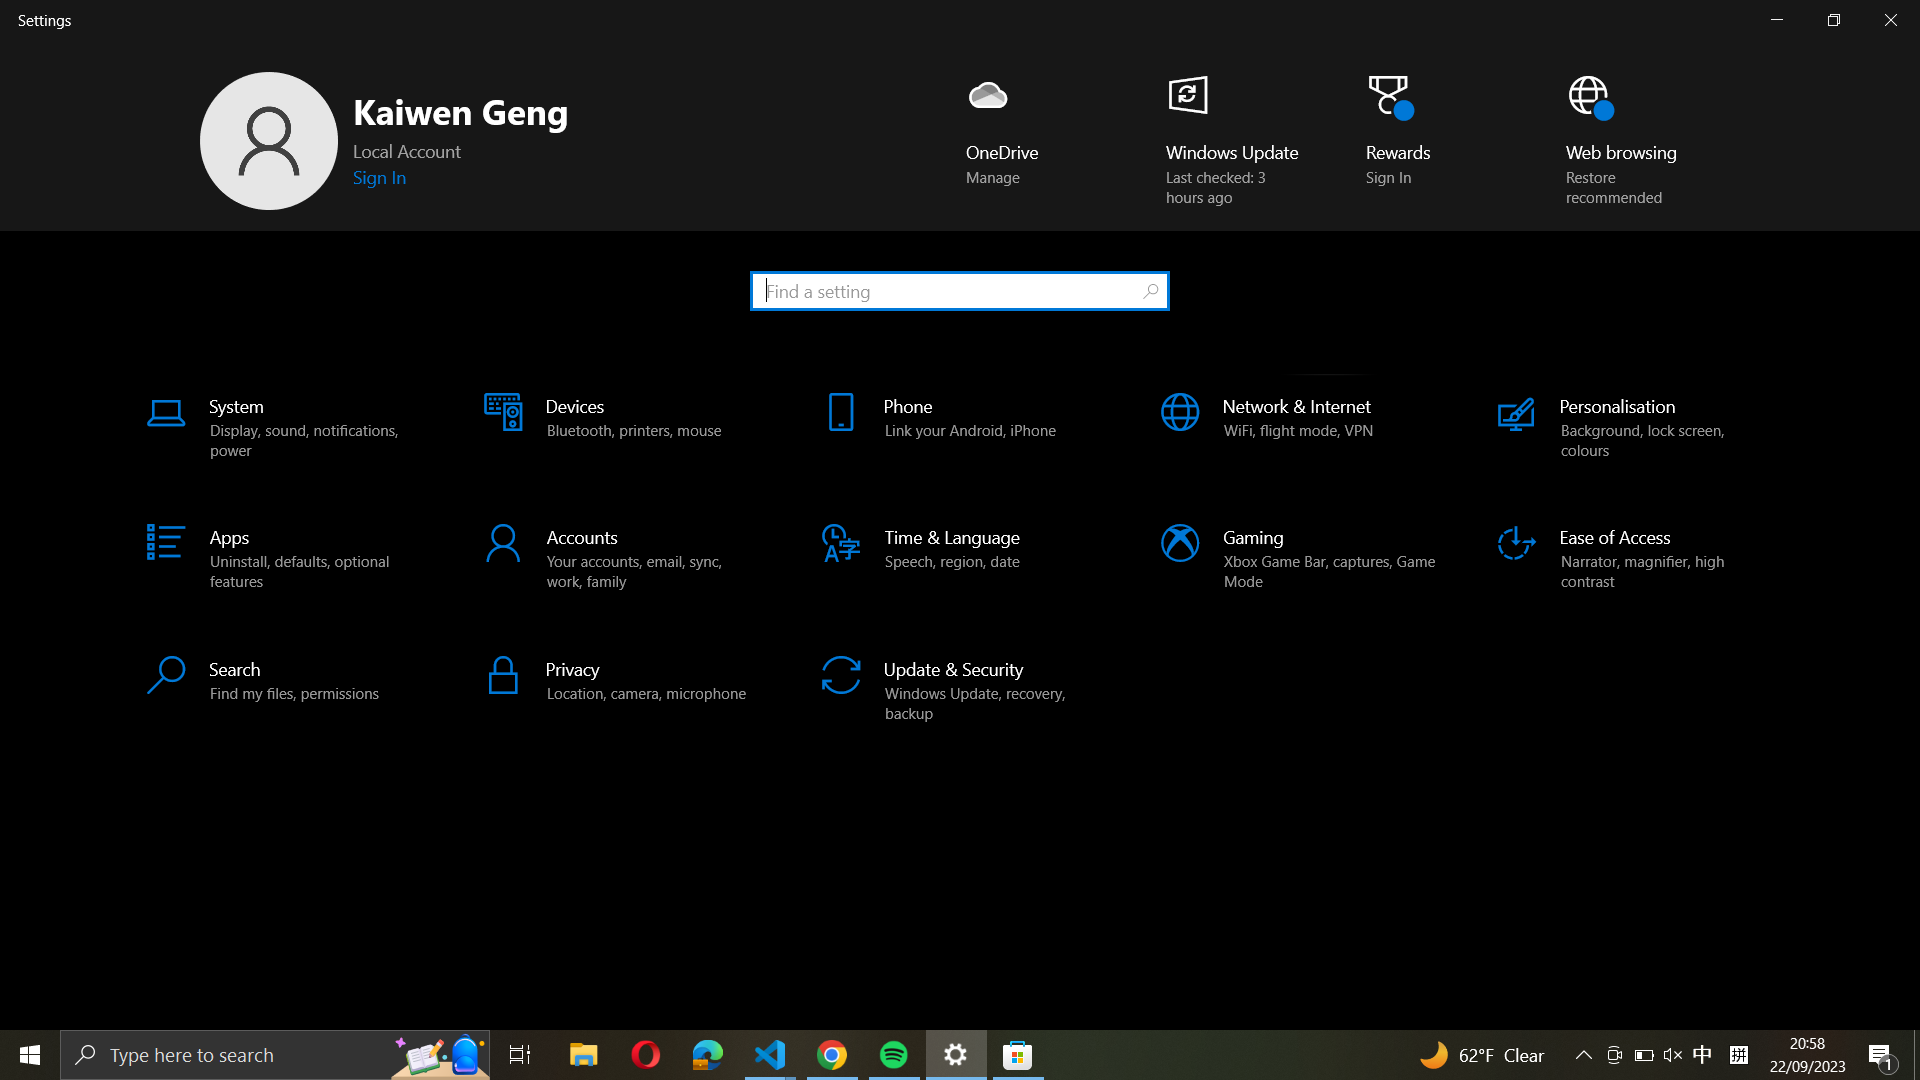 Settings
Kaiwen Geng
Local Account
Sign In
OneDrive
Manage
Windows Update
Last checked: 3
hours ago
Rewards
Sign In
Web browsing
Restore
recommended
Find a setting
System
Display, sound, notifications,
power
Devices
Bluetooth, printers, mouse
Phone
Link your Android, iPhone
Network & Internet
WiFi, flight mode, VPN
Personalisation
Background, lock screen,
colours
Apps
Uninstall, defaults, optional
features
Accounts
Your accounts, email, sync,
work, family
Time & Language
Speech, region, date
Gaming
Xbox Game Bar, captures, Game
Mode
Ease of Access
Narrator, magnifier, high
contrast
Search
Find my files, permissions
Privacy
Location, camera, microphone
Update & Security
Windows Update, recovery,
backup
Type here to search
62°F Clear
中
拼
20:58
22/09/2023
1